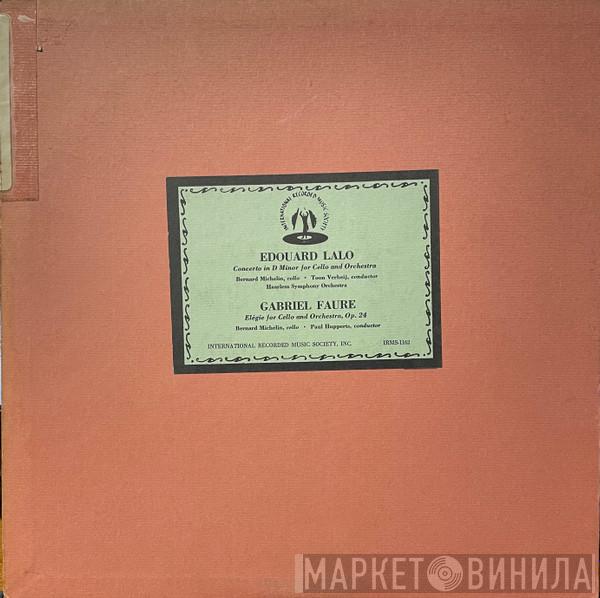 INTERNATIONAL RECORDED MUSIC SOCIETY
EDOUARD LALO
Concerto in D Minor for Cello and Orchestra
Bernard Michelin, cello • Toon Verheij, conductor
Haarlem Symphony Orchestra
GABRIEL FAURE
Elégie for Cello and Orchestra, Op. 24
Bernard Michelin, cello • Paul Hupperts, conductor
INTERNATIONAL RECORDED MUSIC SOCIETY, INC. IRMS-1162
МАРКЕТ ВИНИЛА